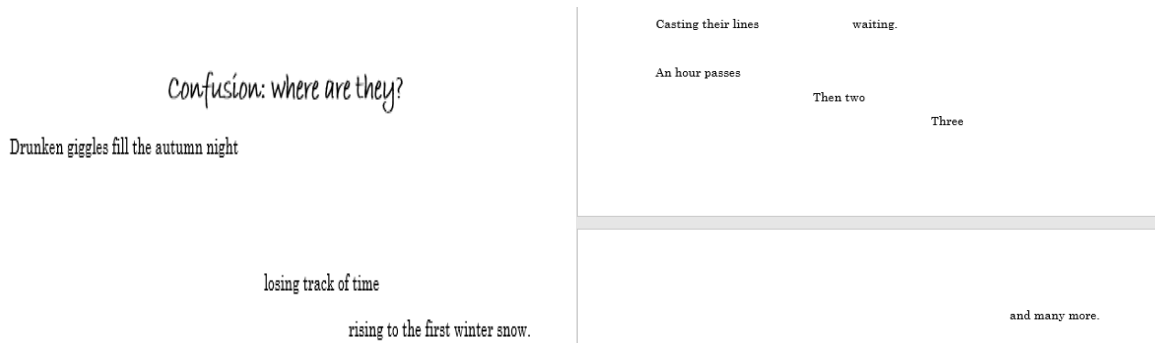 Confusion: where are they?
Drunken giggles fill the autumn night
losing track of time
rising to the first winter snow.
Casting their lines waiting.
An hour passes
Then two
Three
and many more.